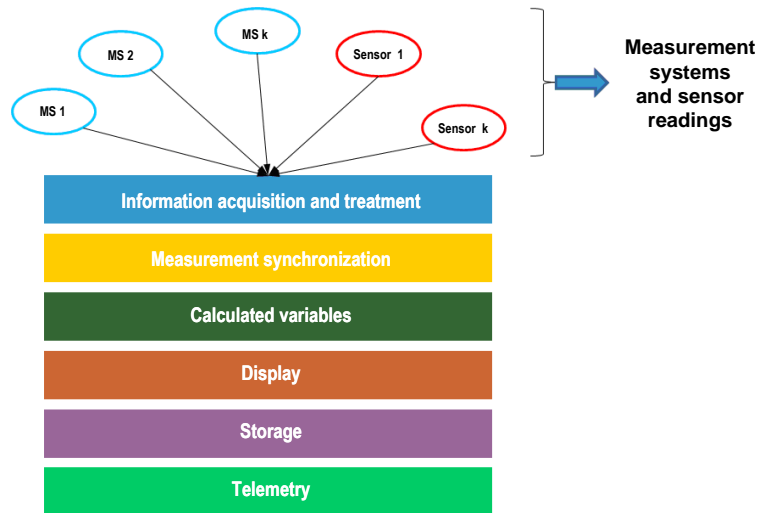 MS k
MS 2
Sensor 1
MS 1
Sensor k
Measurement
systems
and sensor
readings
Information acquisition and treatment
Measurement synchronization
Calculated variables
Display
Storage
Telemetry